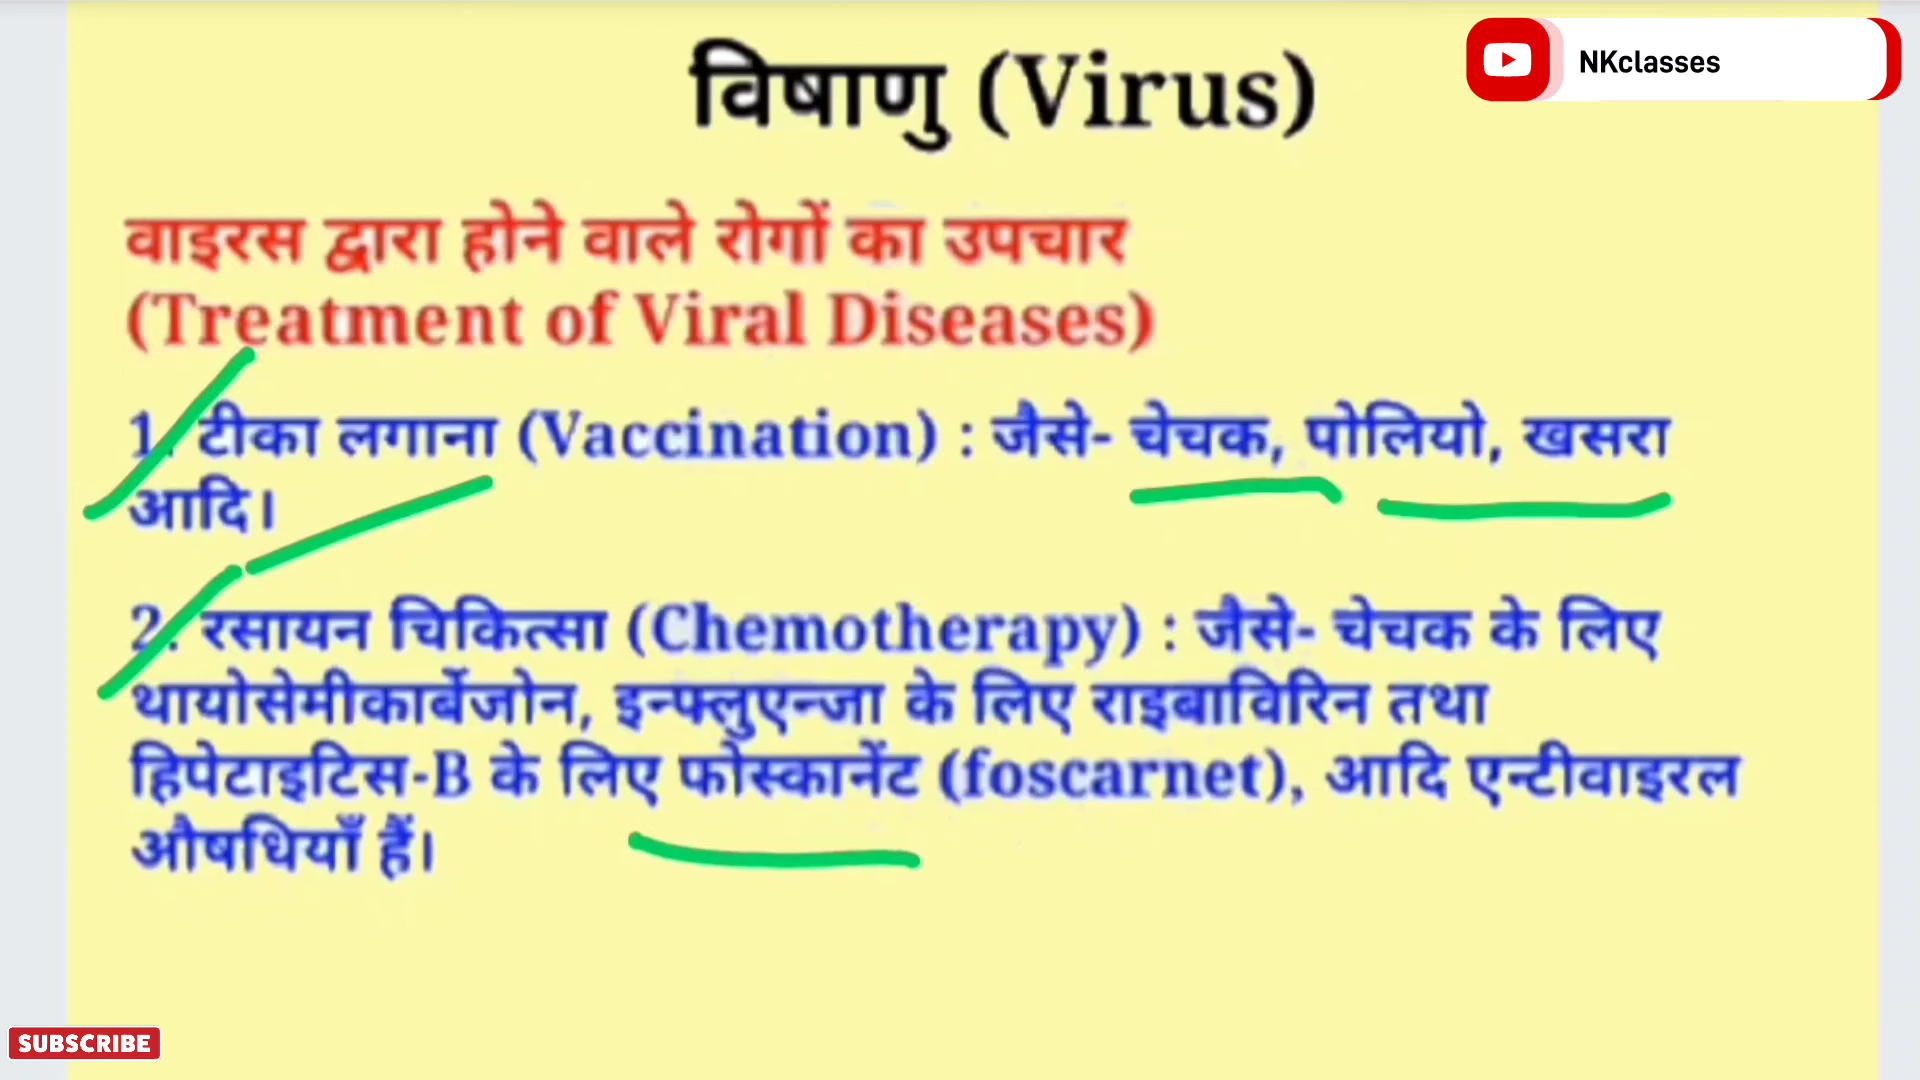 विषाणु (Virus)
NKclasses
वाइरस द्वारा होने वाले रोगों का उपचार
(Treatment of Viral Diseases)
1. टीका लगाना (Vaccination) : जैसे- चेचक, पोलियो, खसरा
आदि।
2. रसायन चिकित्सा (Chemotherapy) : जैसे- चेचक के लिए
थायोसेमीकार्बेजोन, इन्फ्लुएन्जा के लिए राइबाविरिन तथा
हिपेटाइटिस-B के लिए फोस्कार्नेट (foscarnet), आदि एन्टीवाइरल
औषधियाँ हैं।
SUBSCRIBE